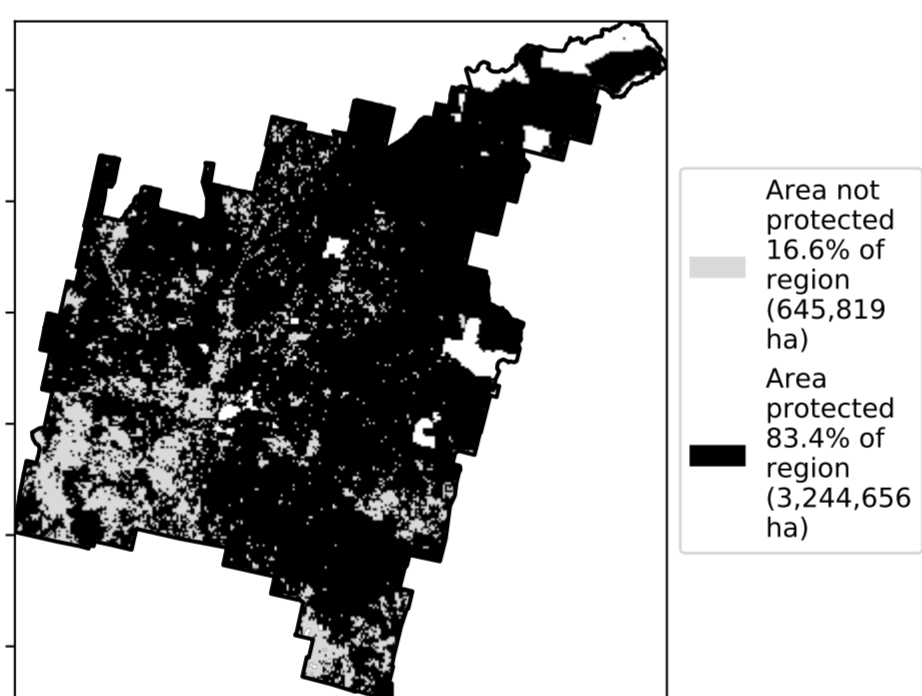 Area not
protected
16.6% of
region
(645,819
ha)
Area
protected
83.4% of
region
(3,244,656
ha)